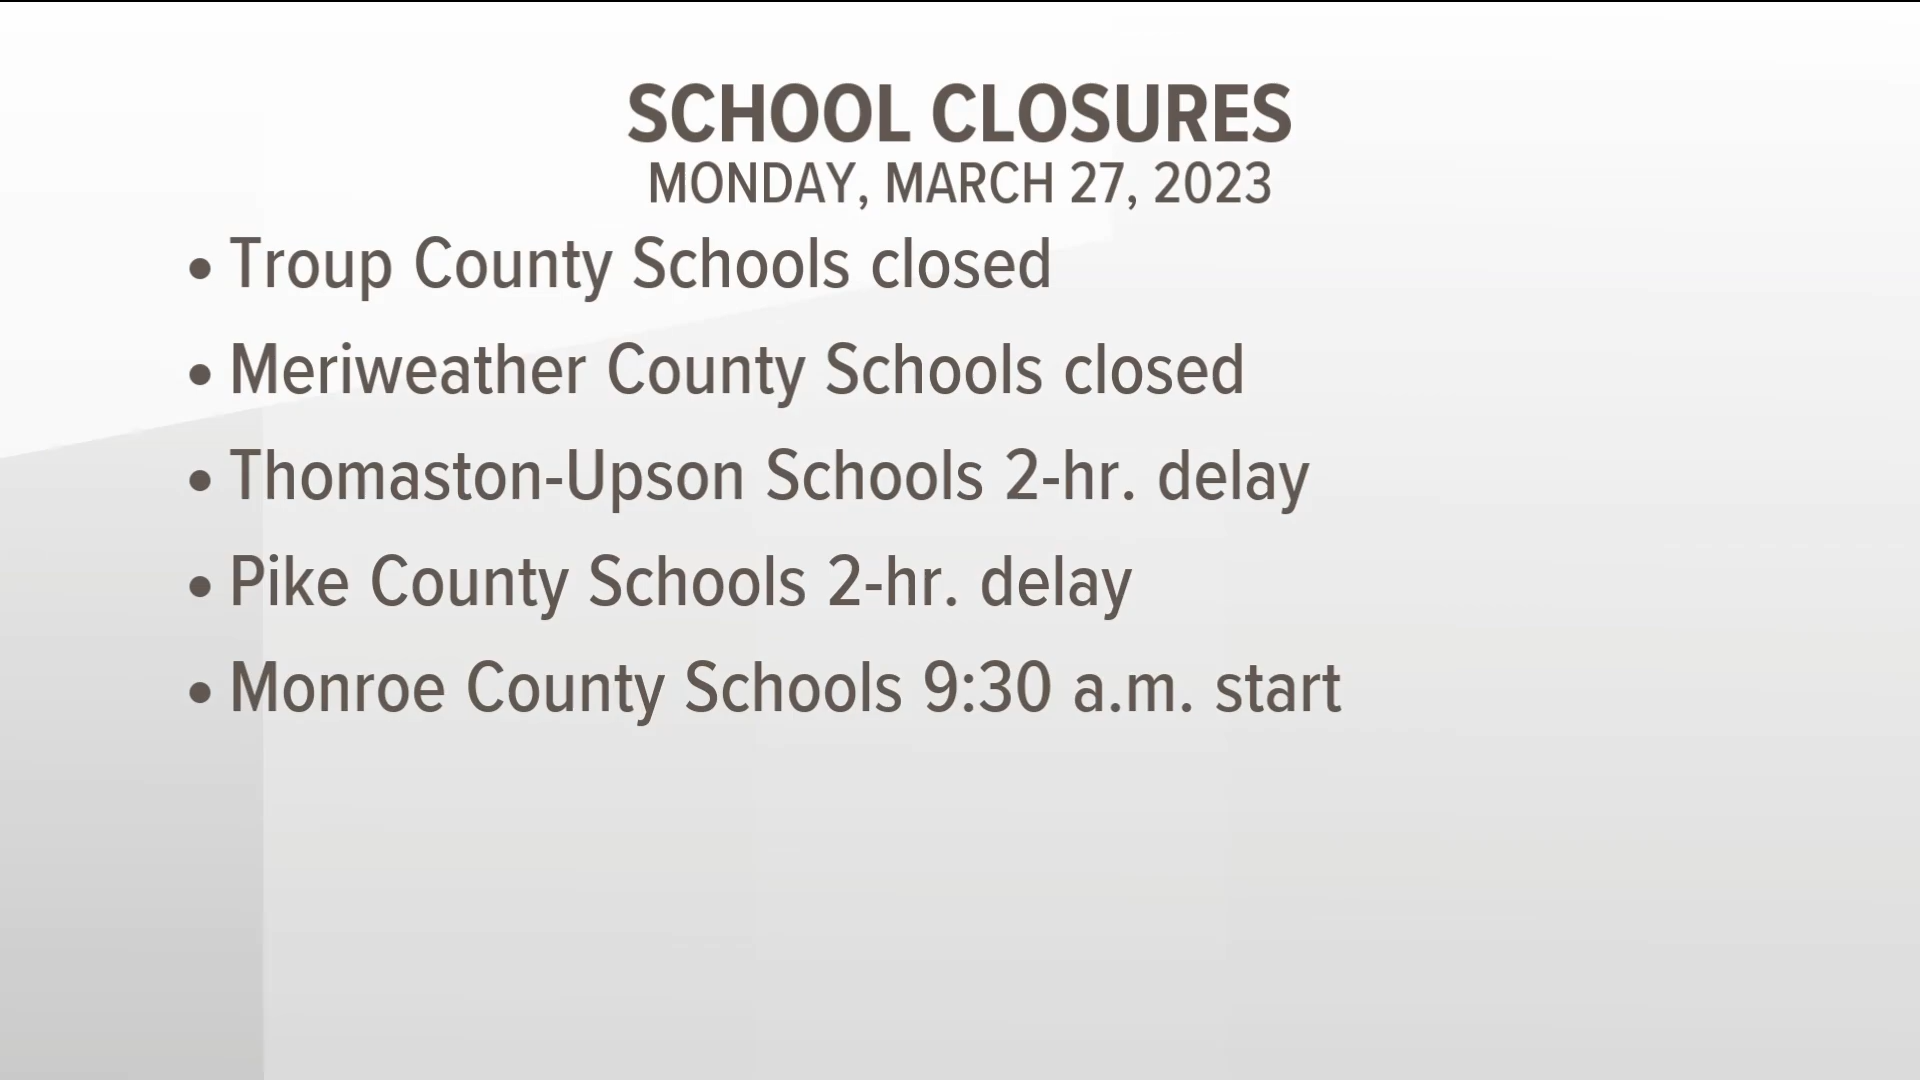 SCHOOL CLOSURES
MONDAY, MARCH 27, 2023
• Troup County Schools closed
• Meriweather County Schools closed
• Thomaston-Upson Schools 2-hr. delay
• Pike County Schools 2-hr. delay
• Monroe County Schools 9:30 a.m. start